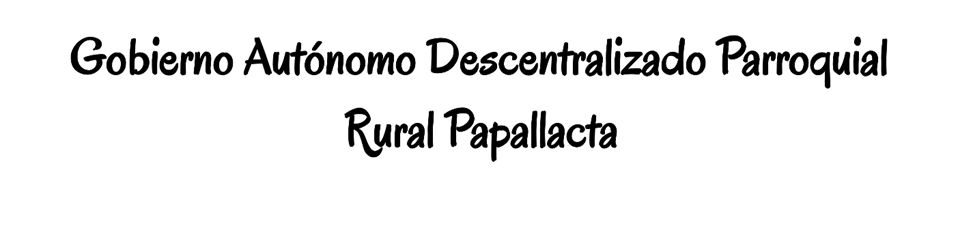 Gobierno Autónomo Descentralizado Parroquial
Rural Papallacta